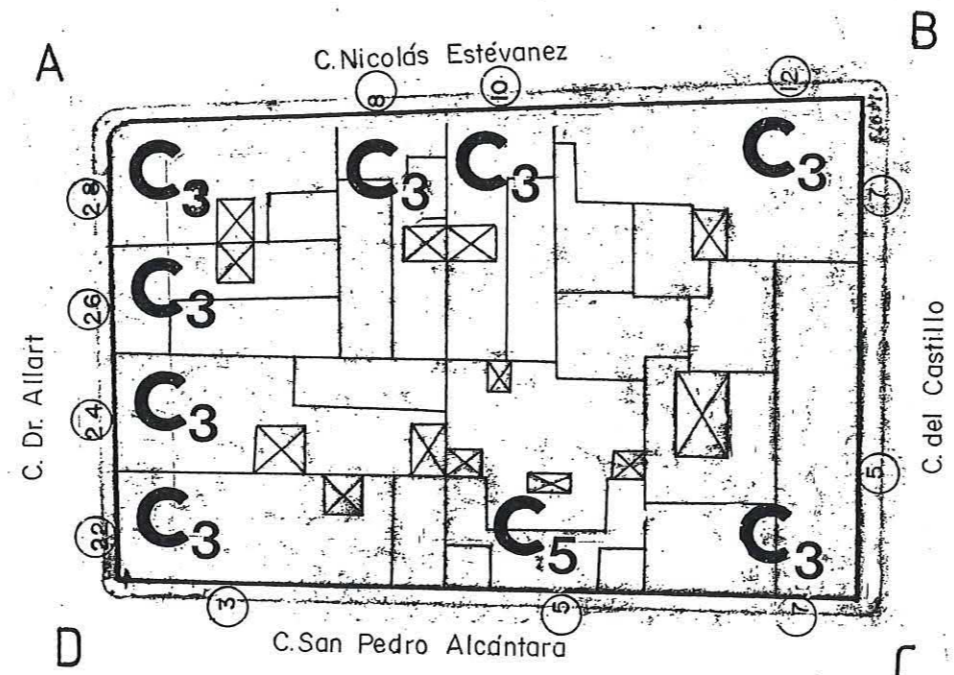 A
B
C. Nicolás Estévanez
8
10
12
C3
C3
C3
C3
28
7
C3
26
C. Dr. Allart
C. del Castillo
C3
24
5
C3
C5
C3
22
3
5
7
D
C. San Pedro Alcántara
C